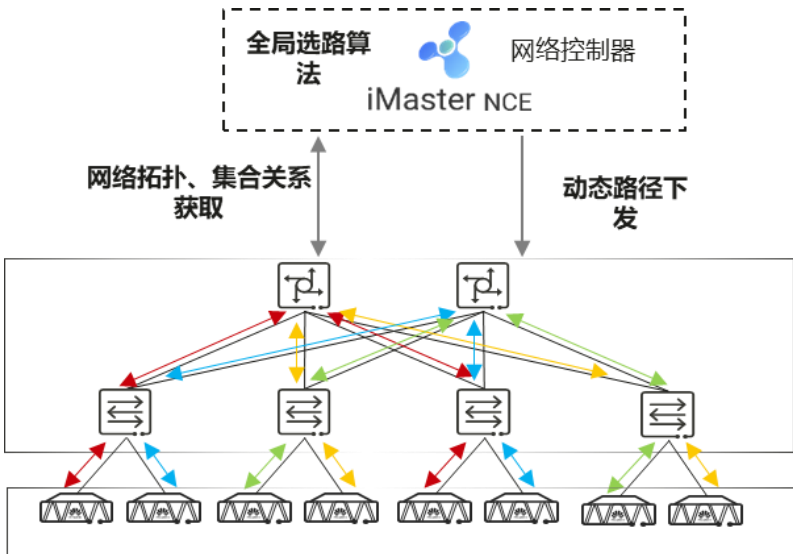 全局选路算
法
网络控制器
iMaster NCE
网络拓扑、集合关系
获取
动态路径下
发